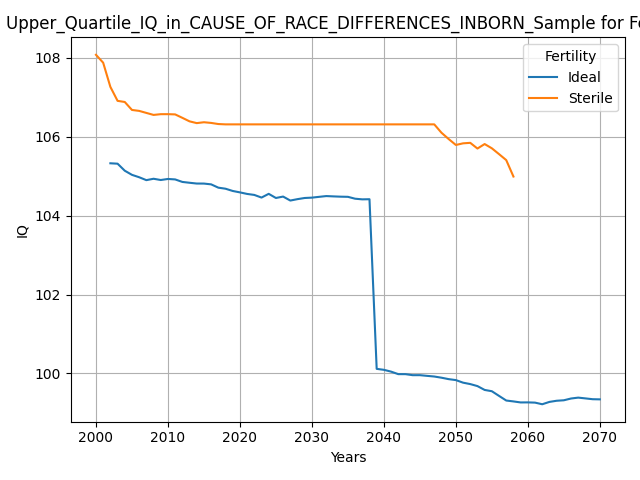 Upper_Quartile_IQ_in_CAUSE_OF_RACE_DIFFERENCES_INBORN_Sample for Fe
108
106
104
102
100
IQ
Fertility
Ideal
Sterile
2000 2010 2020 2030 2040 2050 2060 2070
Years